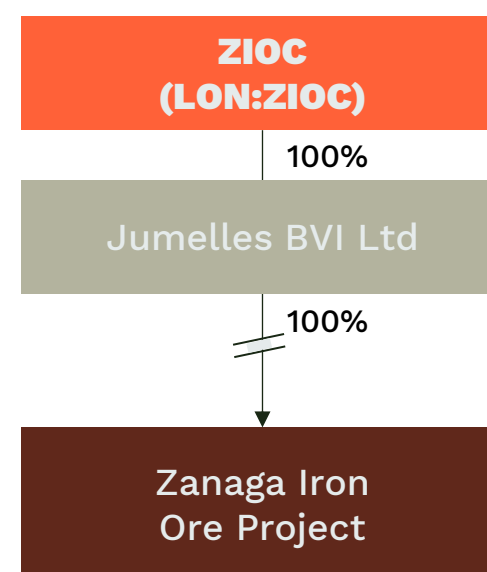 ZIOC
(LON:ZIOC)
100%
Jumelles BVI Ltd
100%
Zanaga Iron
Ore Project